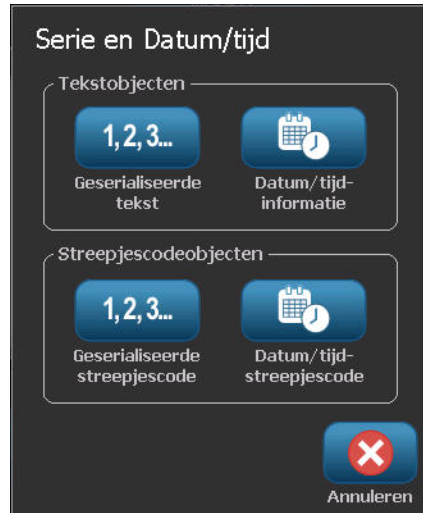 Serie en Datum/tijd
Tekstobjecten
1, 2, 3...
Geserialiseerde
tekst
Datum/tijd-
informatie
Streepjescodeobjecten
1, 2, 3...
Geserialiseerde
streepjescode
Datum/tijd-
streepjescode
Annuleren